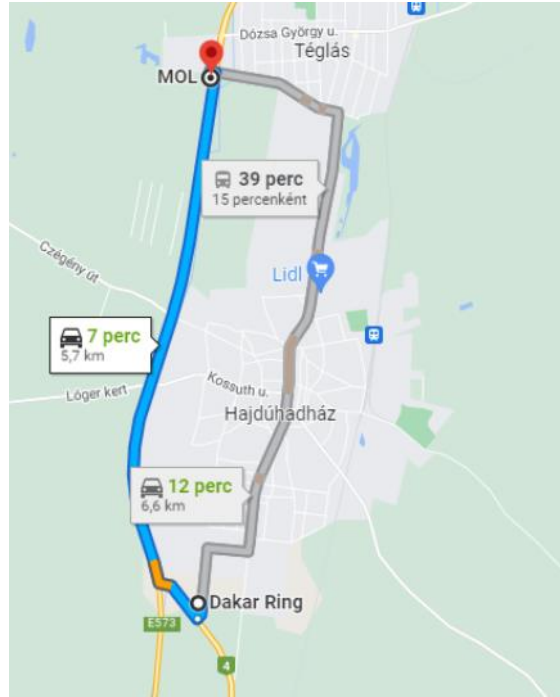 Dózsa György u.
Téglás
MOL
39 perc
15 percenként
Czégény út
Lidl
7 perc
5,7 km
Lóger kert
Kossuth u.
Hajdúhadház
12 perc
6,6 km
Dakar Ring
E573
4